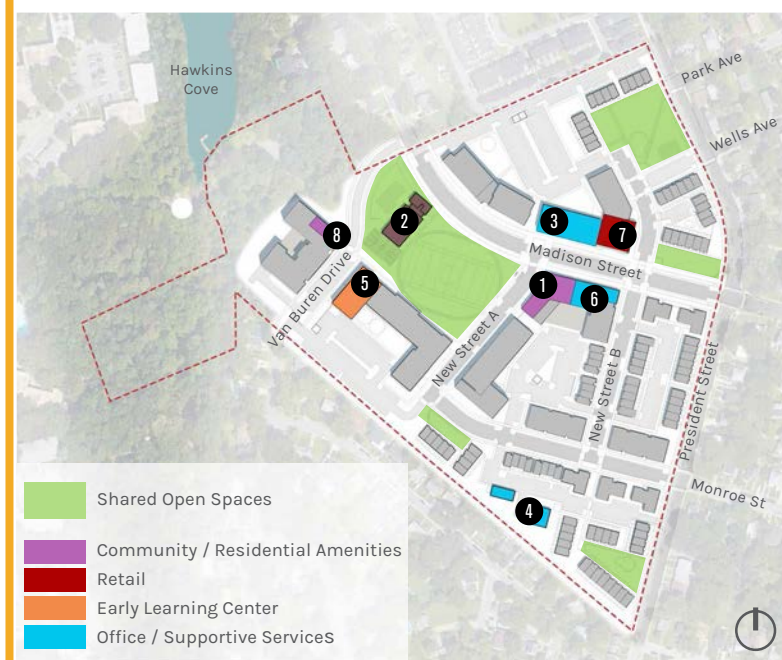 Hawkins
Cove
Park Ave
Wells Ave
2
3
7
8
Madison Street
5
1
6
Van Buren Drive
New Street A
New Street B
President Street
Monroe St
4
Shared Open Spaces
Community / Residential Amenities
Retail
Early Learning Center
Office / Supportive Services